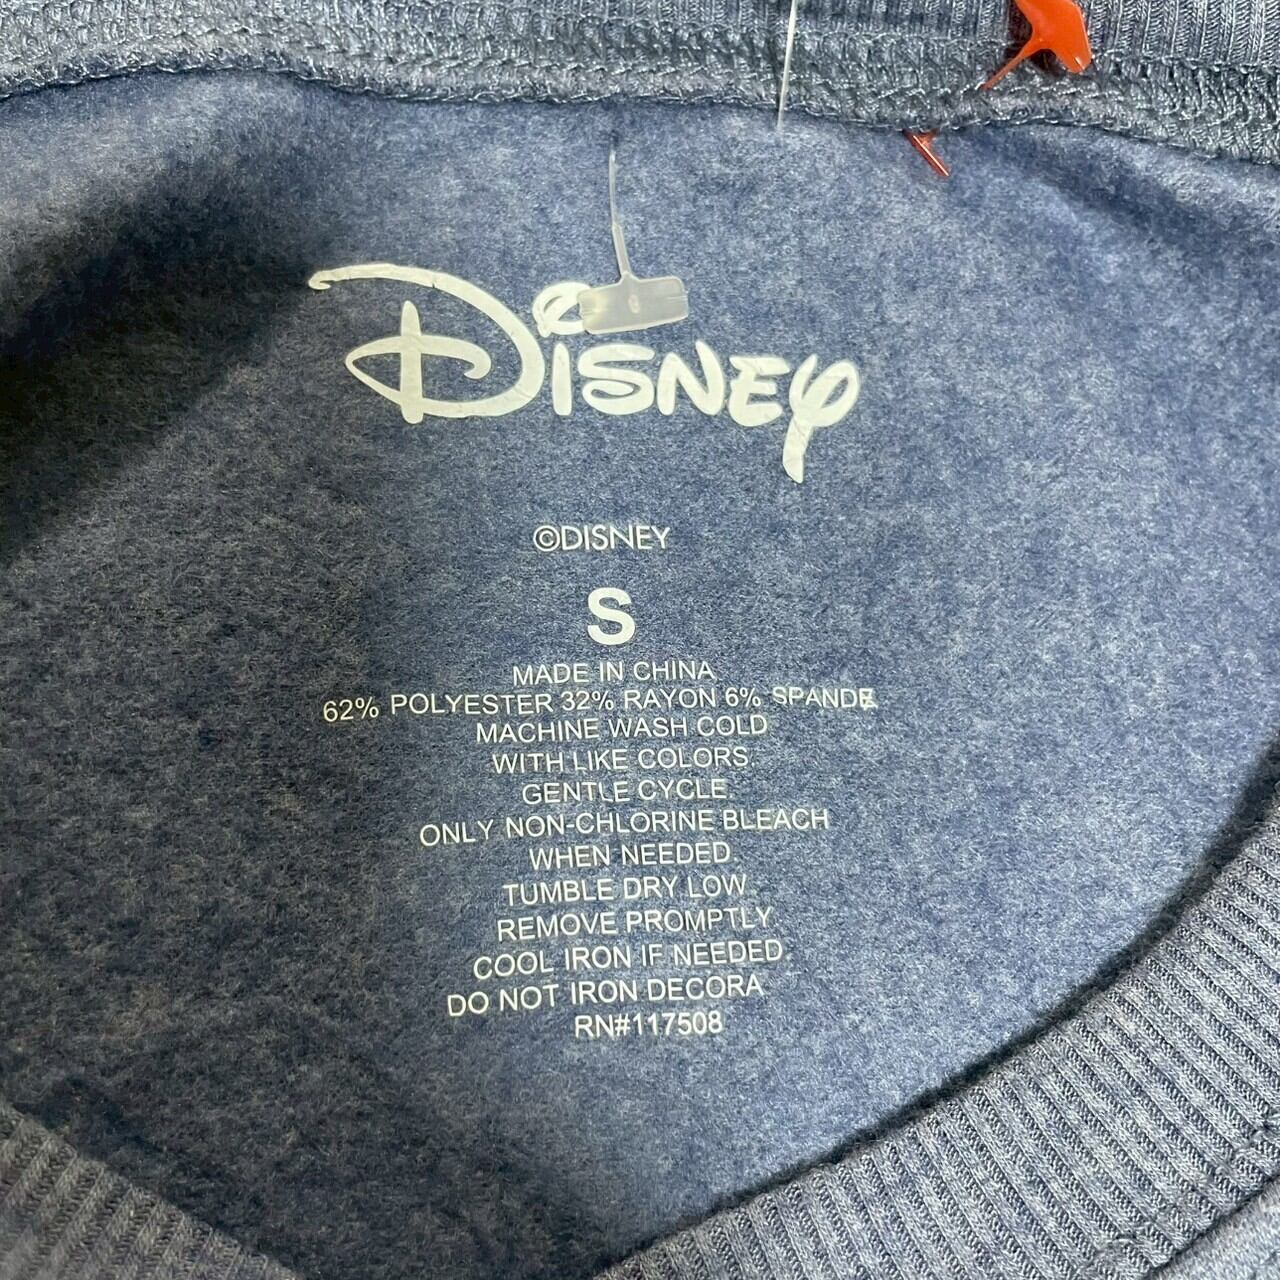 Disney
©DISNEY
S
MADE IN CHINA
62% POLYESTER 32% RAYON 6% SPANDE
MACHINE WASH COLD
WITH LIKE COLORS.
GENTLE CYCLE.
ONLY NON-CHLORINE BLEACH
WHEN NEEDED.
TUMBLE DRY LOW
REMOVE PROMPTLY
COOL IRON IF NEEDED.
DO NOT IRON DECORA
RN#117508